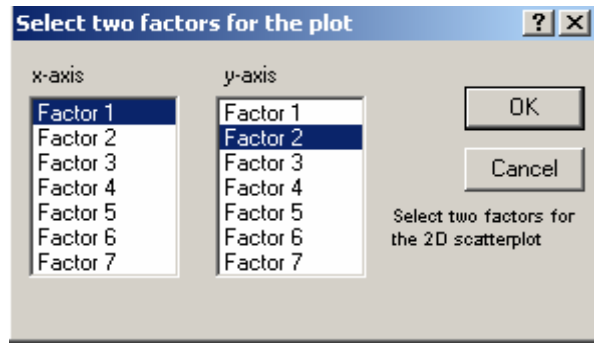 Select two factors for the plot
x-axis
Factor 1
Factor 2
Factor 3
Factor 4
Factor 5
Factor 6
Factor 7
y-axis
Factor 1
Factor 2
Factor 3
Factor 4
Factor 5
Factor 6
Factor 7
OK
Cancel
Select two factors for
the 2D scatterplot